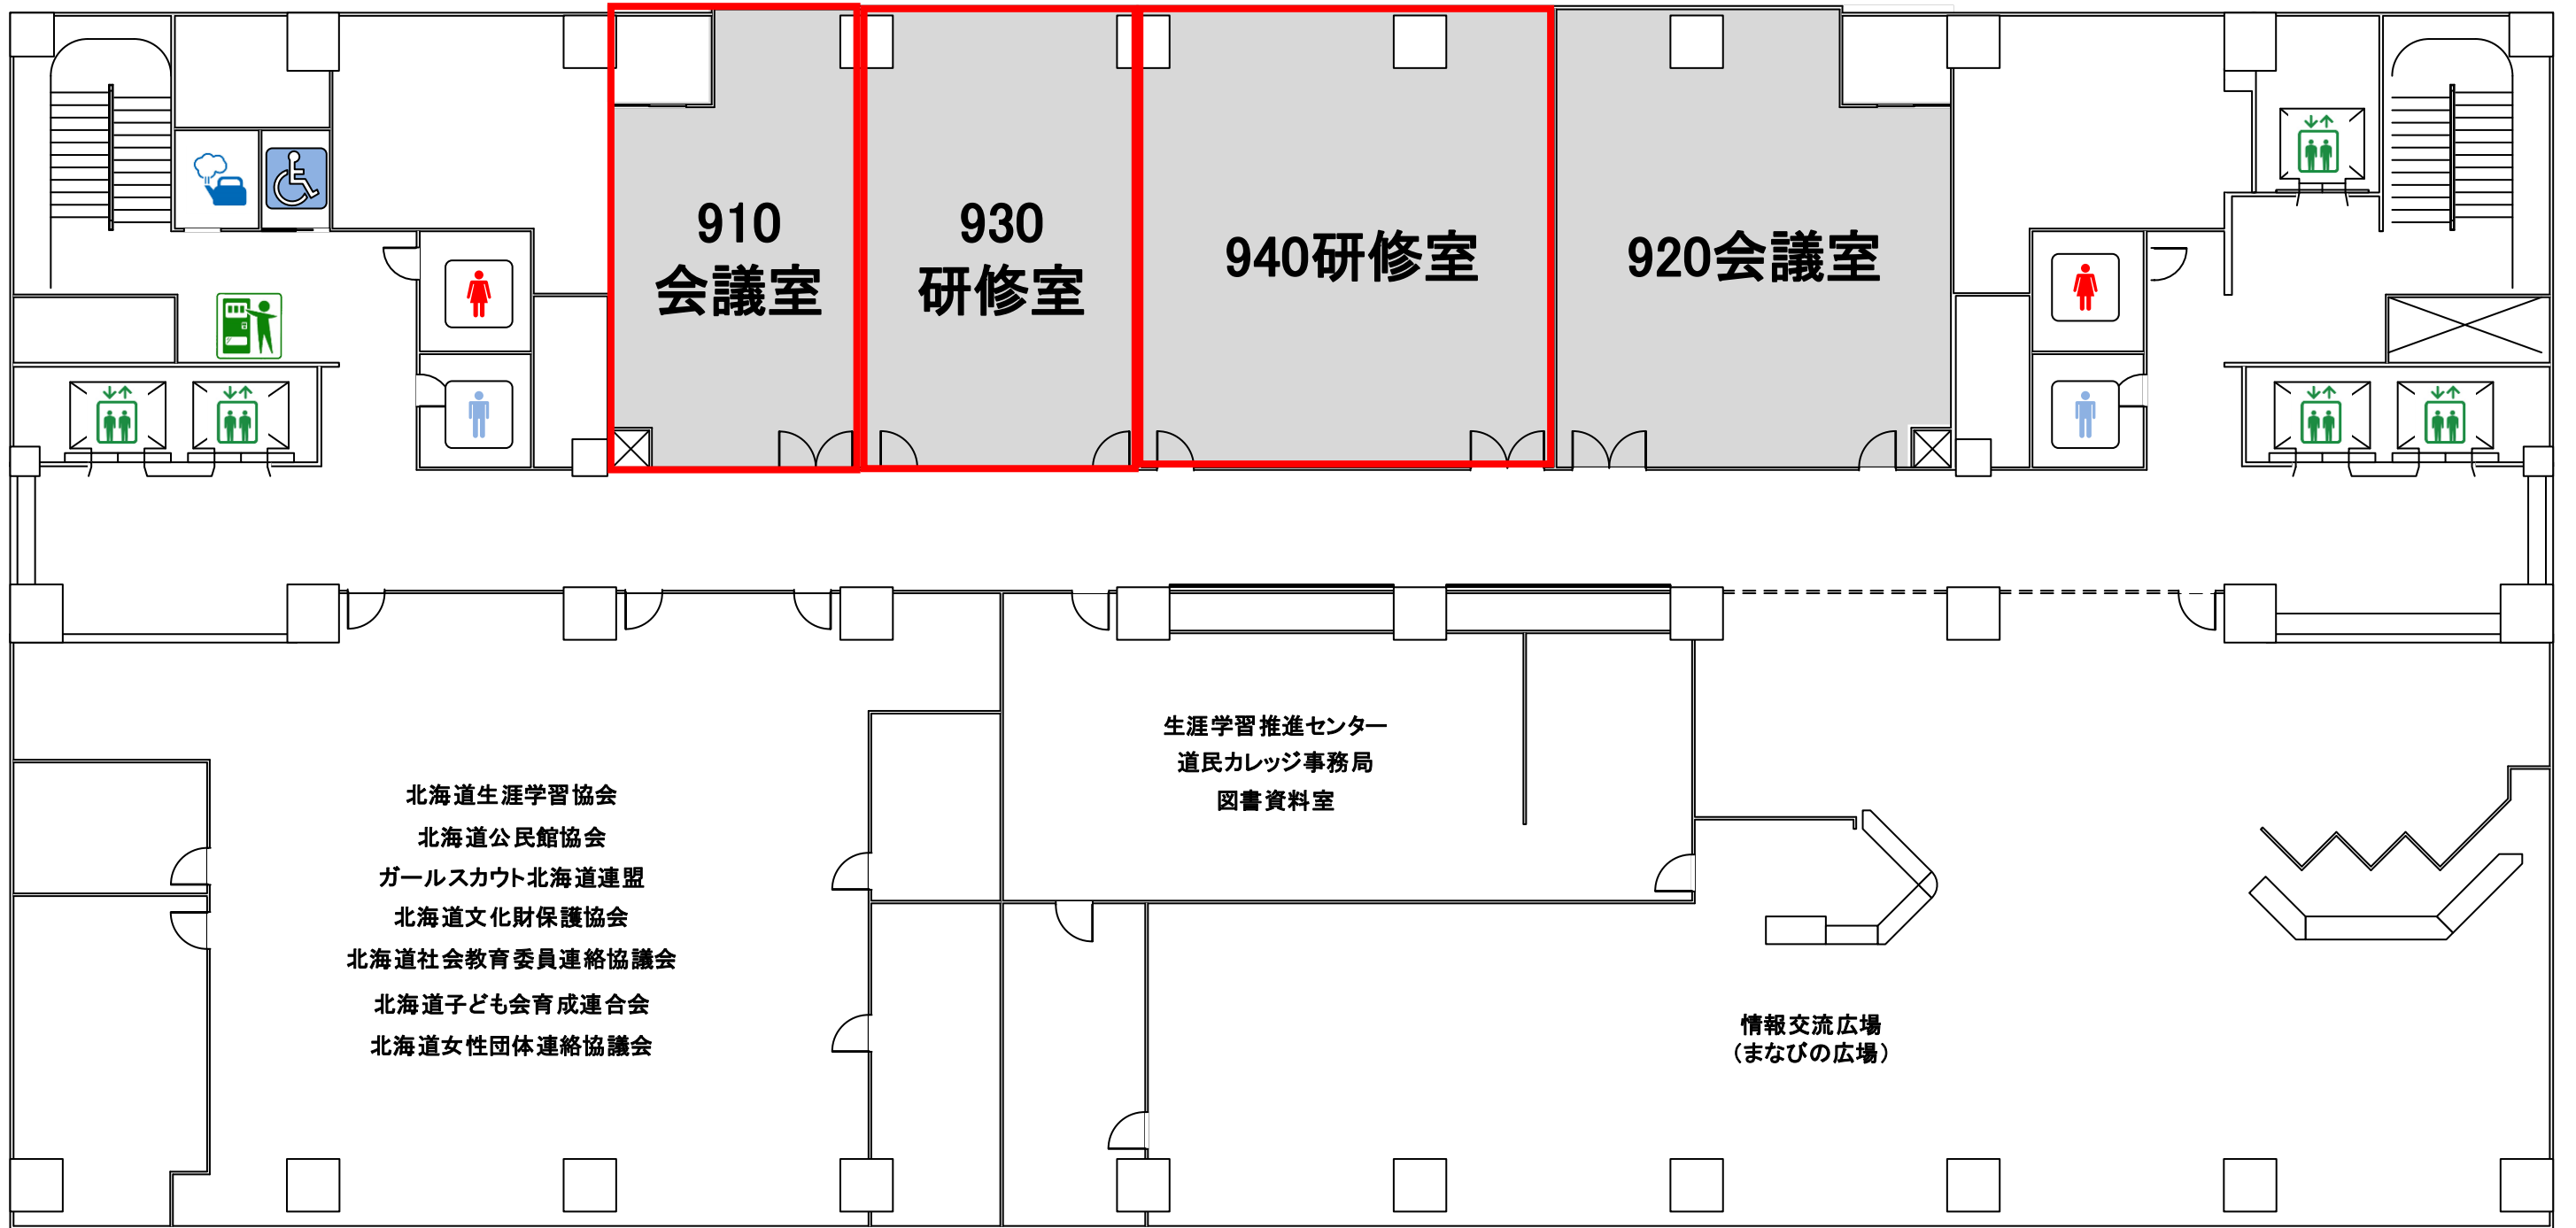 910
会議室
930
研修室
940研修室
920会議室
生涯学習推進センター
道民カレッジ事務局
図書資料室
北海道生涯学習協会
北海道公民館協会
ガールスカウト北海道連盟
北海道文化財保護協会
北海道社会教育委員連絡協議会
北海道子ども会育成連合会
北海道女性団体連絡協議会
情報交流広場
（まなびの広場）